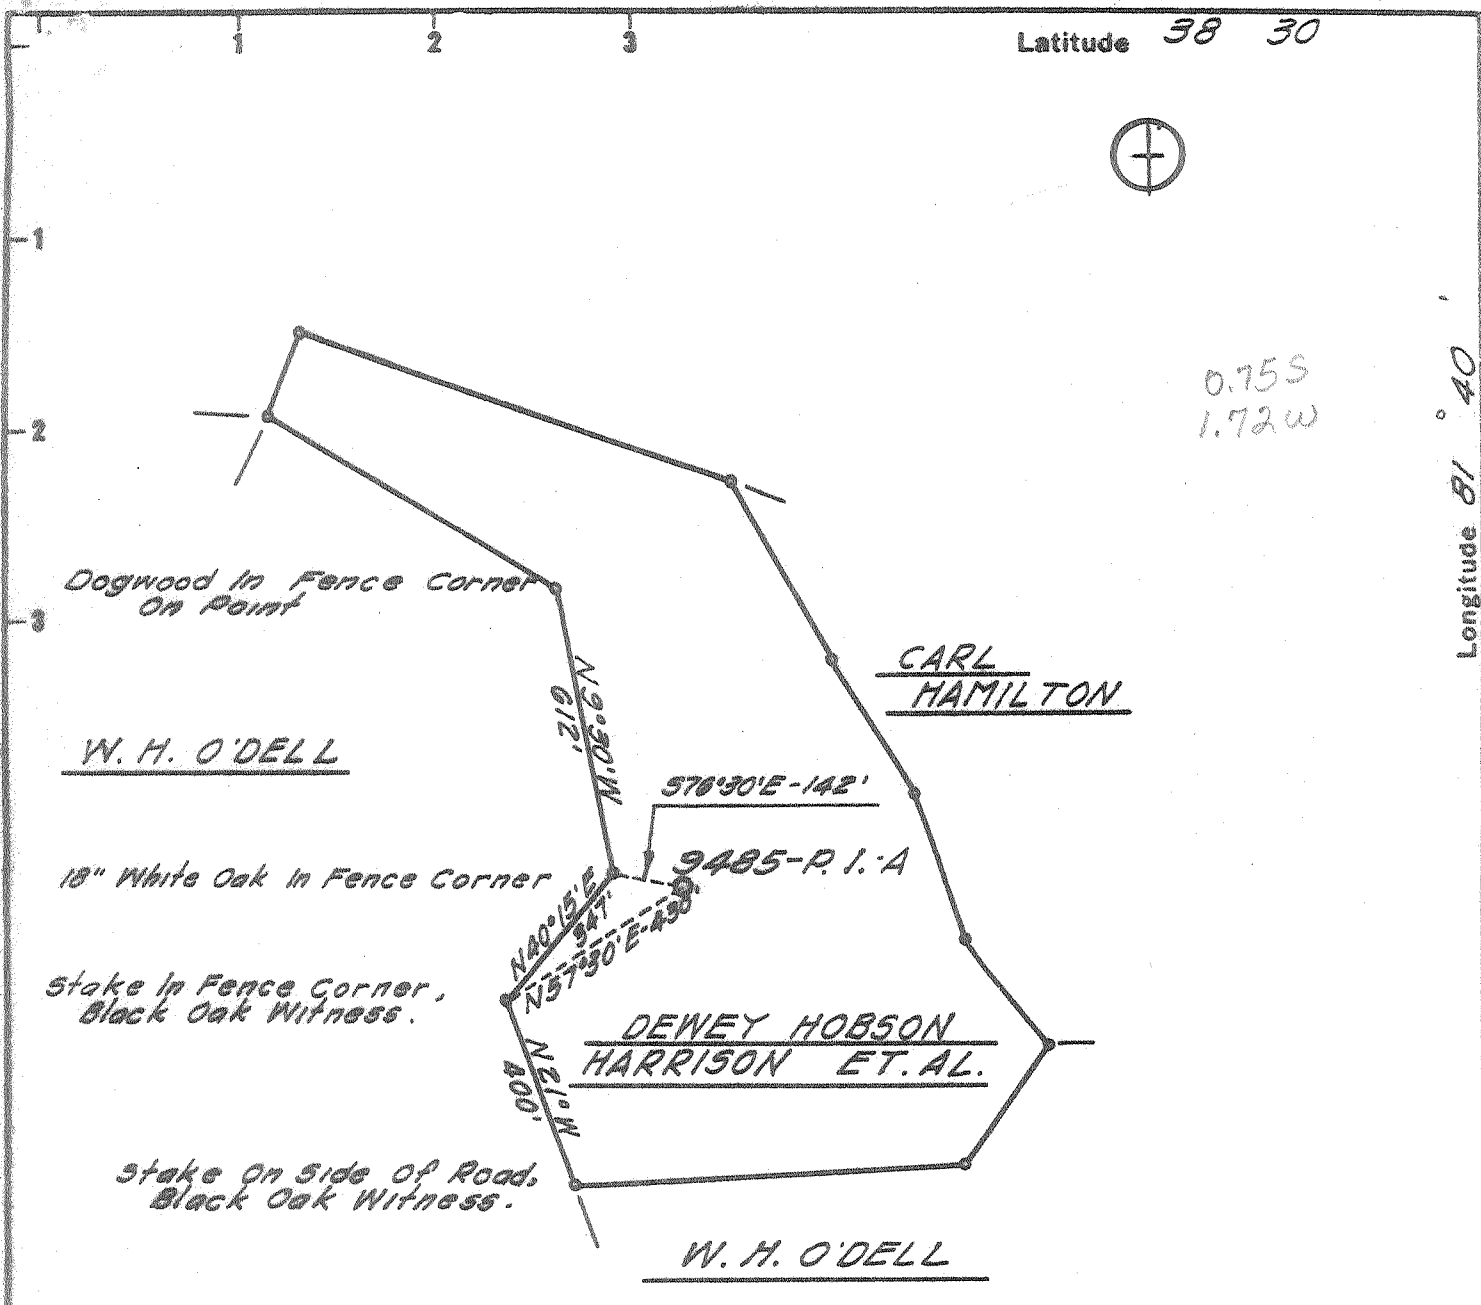 1 2 3
Latitude 38 30
1
2
3
Longitude 81 ° 40 '
0.75 S
1.72 W
Dogwood In Fence Corner
On Point
N9°30'W
612'
CARL
HAMILTON
W. H. O'DELL
S76°30'E-142'
9485-P.I.-A
18" White Oak In Fence Corner
N40°15'E
347'
N57°30'E-430'
Stake In Fence Corner,
Black Oak Witness.
DEWEY HOBSON
HARRISON ET. AL.
N21°W
400'
Stake On Side Of Road,
Black Oak Witness.
W. H. O'DELL